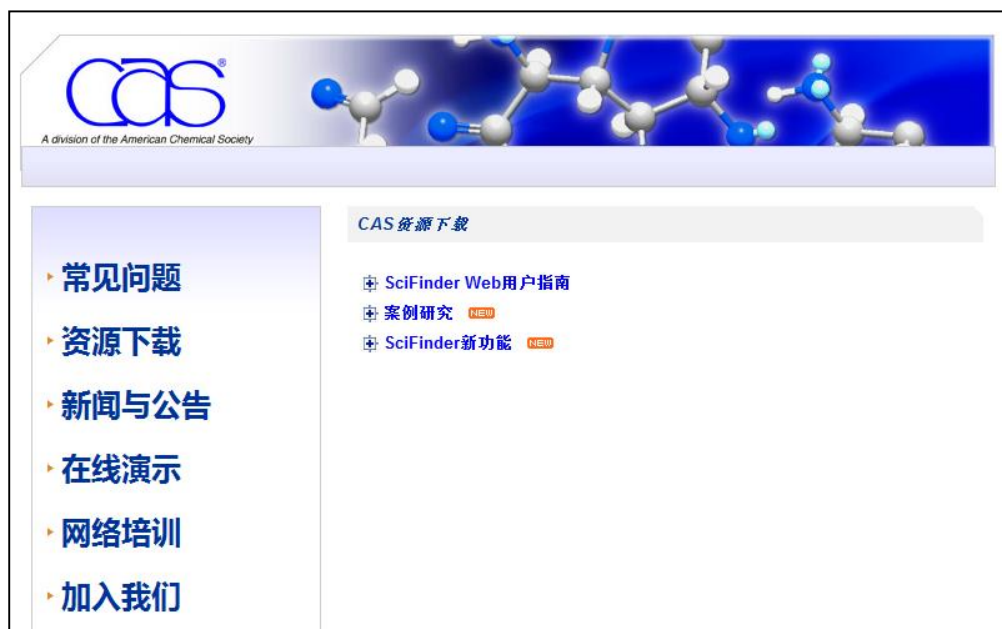 CAS®
A division of the American Chemical Society
CAS资源下载
常见问题
资源下载
新闻与公告
在线演示
网络培训
加入我们
SciFinder Web用户指南
案例研究 NEW
SciFinder新功能 NEW